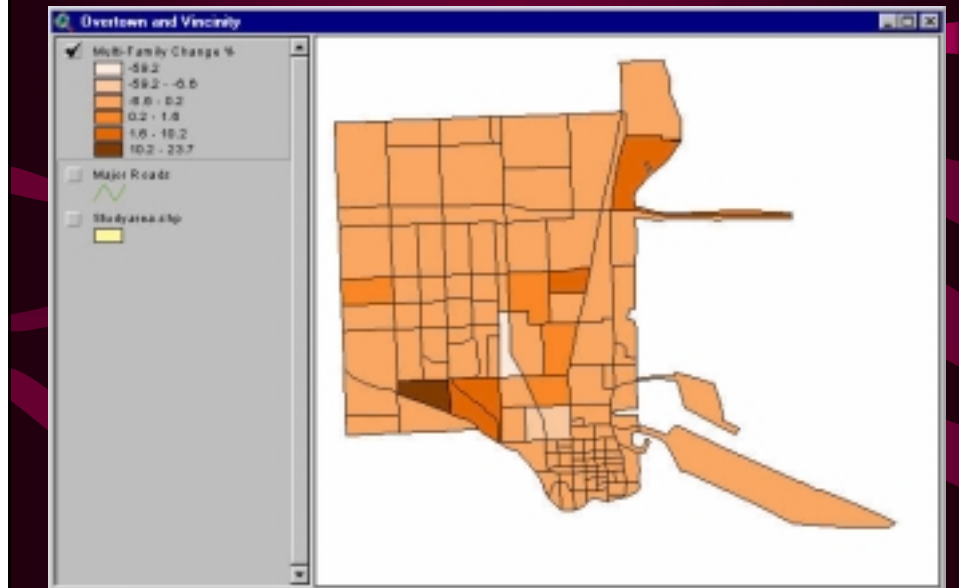 Overtown and Vincinity
Multi-Family Change %
-59.2
-59.2 - -6.6
-6.6 - 0.2
0.2 - 1.6
1.6 - 10.2
10.2 - 23.7
Major Roads
Studyarea.shp